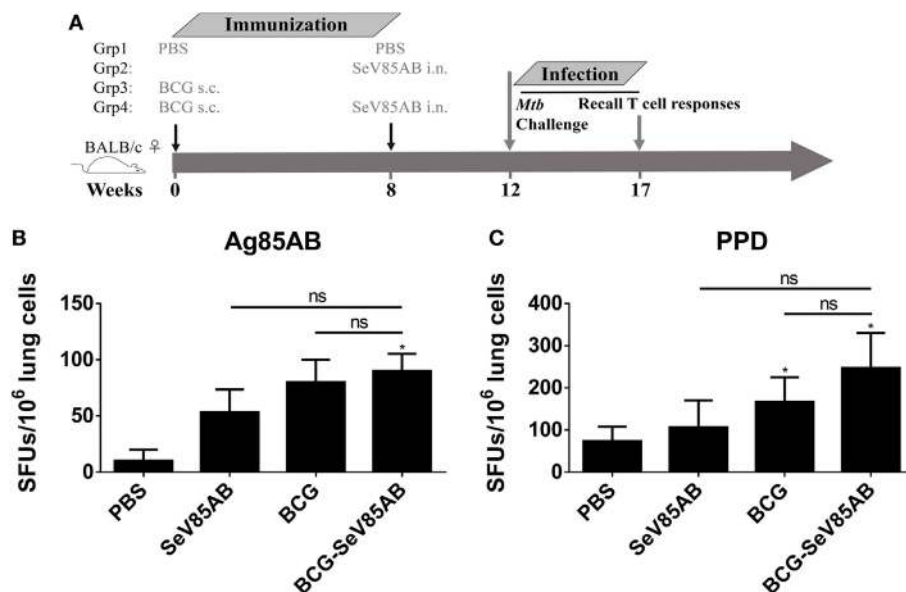 A
Immunization
Grp1 PBS PBS
Grp2: SeV85AB i.n.
Grp3: BCG s.c.
Grp4: BCG s.c. SeV85AB i.n.
Infection
Mtb Recall T cell responses
Challenge
BALB/c ♀
Weeks 0 8 12 17
B Ag85AB
SFUs/10⁶ lung cells
150
100
50
0
ns
ns
*
PBS
SeV85AB
BCG
BCG-SeV85AB
C PPD
SFUs/10⁶ lung cells
400
300
200
100
0
ns
ns
*
*
PBS
SeV85AB
BCG
BCG-SeV85AB